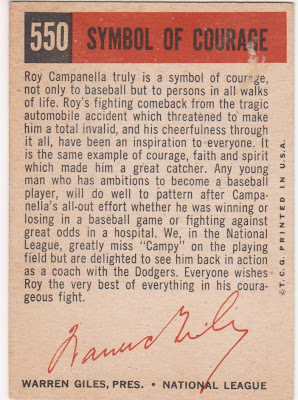 550 SYMBOL OF COURAGE
Roy Campanella truly is a symbol of courage,
not only to baseball but to persons in all walks
of life. Roy's fighting comeback from the tragic
automobile accident which threatened to make
him a total invalid, and his cheerfulness through
it all, have been an inspiration to everyone. It
is the same example of courage, faith and spirit
which made him a great catcher. Any young
man who has ambitions to become a baseball
player, will do well to pattern after Campa-
nella's all-out effort whether he was winning or
losing in a baseball game or fighting against
great odds in a hospital. We, in the National
League, greatly miss "Campy" on the playing
field but are delighted to see him back in action
as a coach with the Dodgers. Everyone wishes
Roy the very best of everything in his coura-
geous fight.
Warren Giles
WARREN GILES, PRES. • NATIONAL LEAGUE
© T.C.G. PRINTED IN U.S.A.